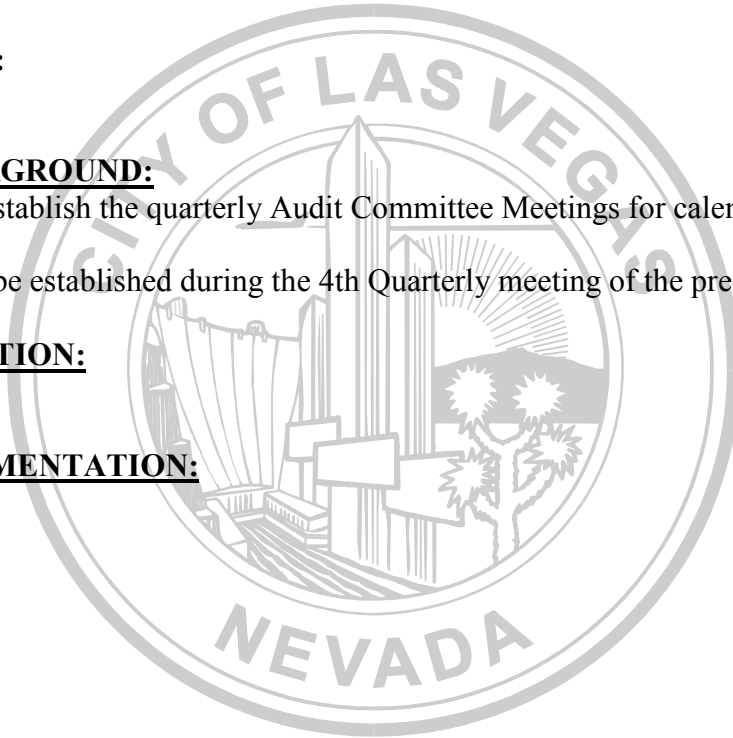 :
CITY OF LAS VEGAS
KGROUND:
stablish the quarterly Audit Committee Meetings for caler
be established during the 4th Quarterly meeting of the pre
TION:
MENTATION:
NEVADA